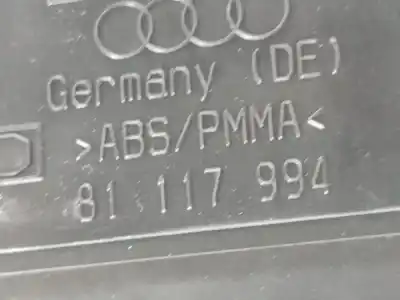 Germany (DE)
>ABS/PMMA<
81 117 994